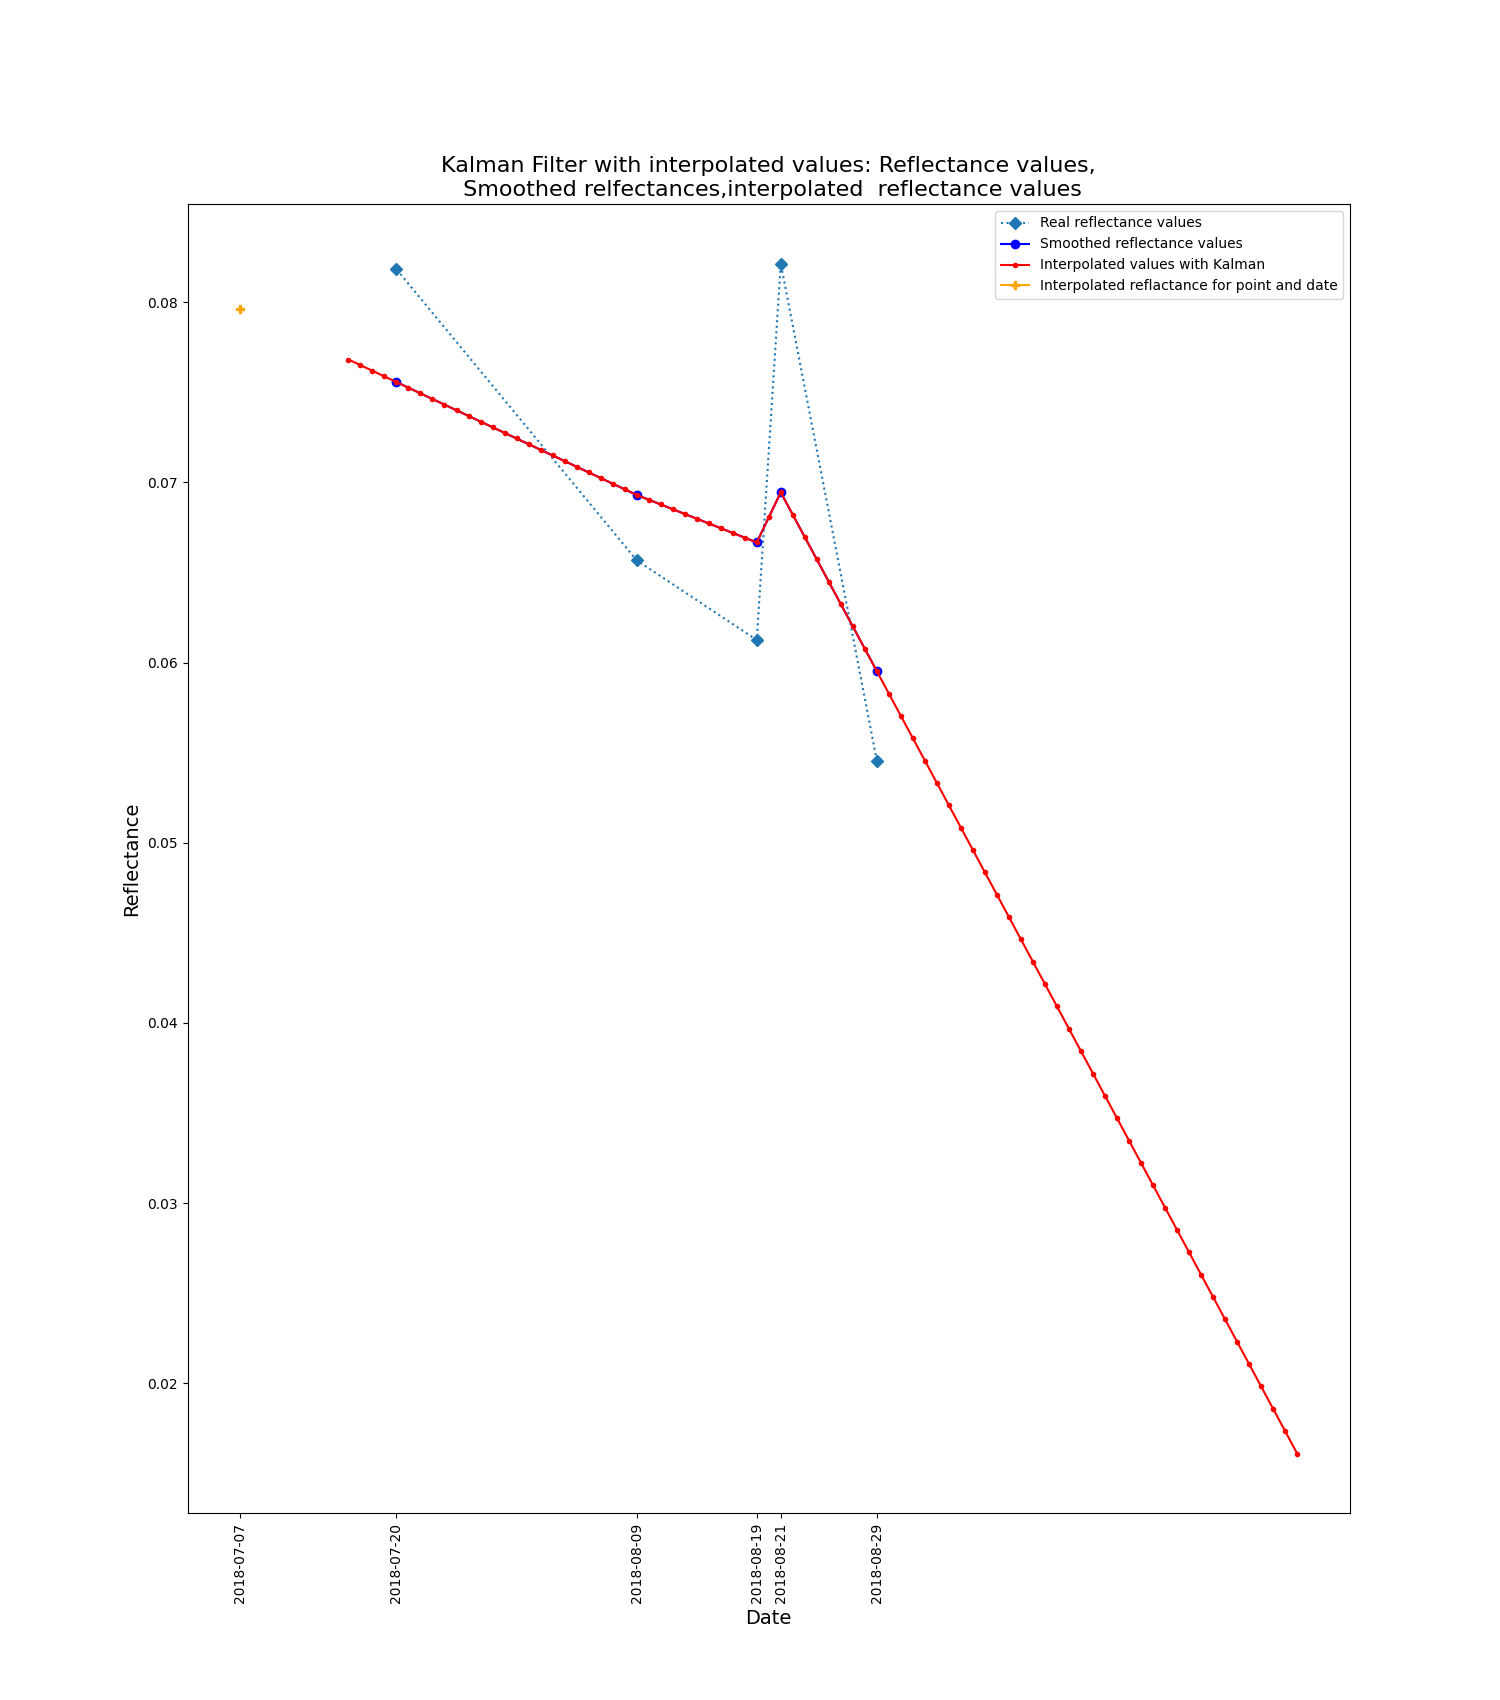 Kalman Filter with interpolated values: Reflectance values,
Smoothed relfectances,interpolated  reflectance values
Real reflectance values
Smoothed reflectance values
Interpolated values with Kalman
Interpolated reflactance for point and date
0.08
0.07
0.06
0.05
0.04
0.03
0.02
Reflectance
2018-07-07
2018-07-20
2018-08-09
2018-08-19
2018-08-21
2018-08-29
Date